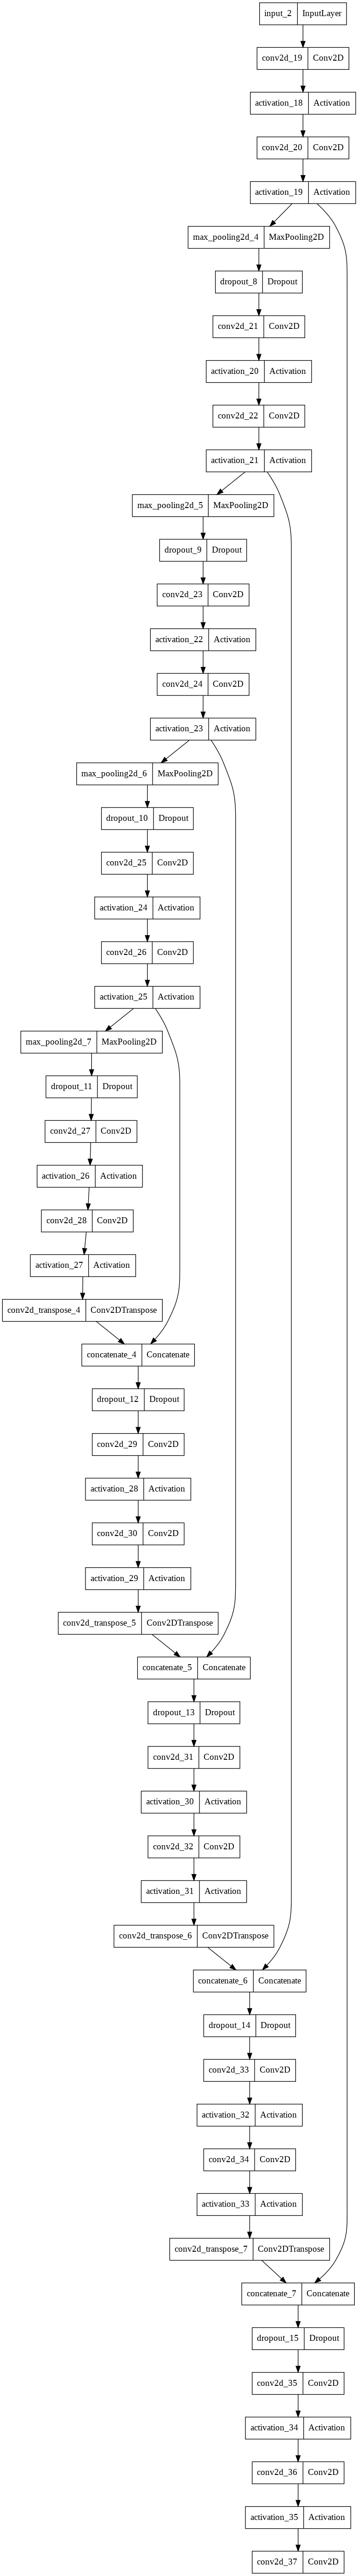 input_2 InputLayer
conv2d_19 Conv2D
activation_18 Activation
conv2d_20 Conv2D
activation_19 Activation
max_pooling2d_4 MaxPooling2D
dropout_8 Dropout
conv2d_21 Conv2D
activation_20 Activation
conv2d_22 Conv2D
activation_21 Activation
max_pooling2d_5 MaxPooling2D
dropout_9 Dropout
conv2d_23 Conv2D
activation_22 Activation
conv2d_24 Conv2D
activation_23 Activation
max_pooling2d_6 MaxPooling2D
dropout_10 Dropout
conv2d_25 Conv2D
activation_24 Activation
conv2d_26 Conv2D
activation_25 Activation
max_pooling2d_7 MaxPooling2D
dropout_11 Dropout
conv2d_27 Conv2D
activation_26 Activation
conv2d_28 Conv2D
activation_27 Activation
conv2d_transpose_4 Conv2DTranspose
concatenate_4 Concatenate
dropout_12 Dropout
conv2d_29 Conv2D
activation_28 Activation
conv2d_30 Conv2D
activation_29 Activation
conv2d_transpose_5 Conv2DTranspose
concatenate_5 Concatenate
dropout_13 Dropout
conv2d_31 Conv2D
activation_30 Activation
conv2d_32 Conv2D
activation_31 Activation
conv2d_transpose_6 Conv2DTranspose
concatenate_6 Concatenate
dropout_14 Dropout
conv2d_33 Conv2D
activation_32 Activation
conv2d_34 Conv2D
activation_33 Activation
conv2d_transpose_7 Conv2DTranspose
concatenate_7 Concatenate
dropout_15 Dropout
conv2d_35 Conv2D
activation_34 Activation
conv2d_36 Conv2D
activation_35 Activation
conv2d_37 Conv2D